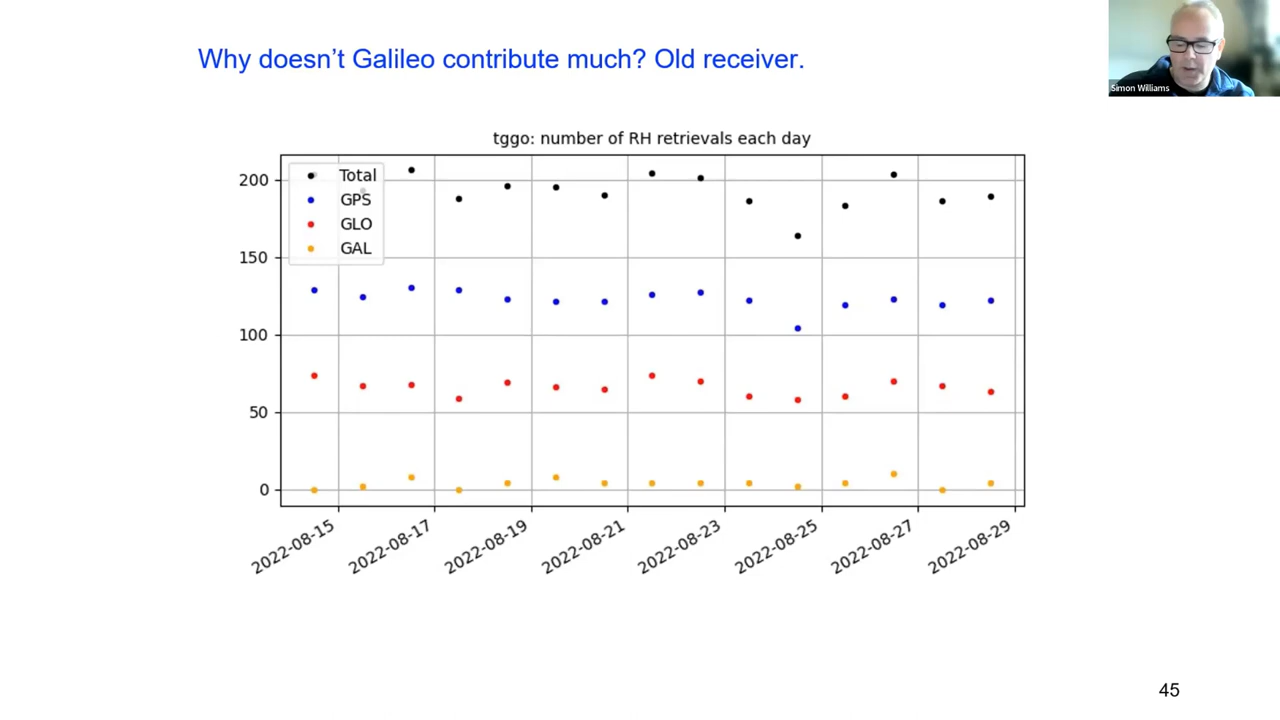 Why doesn't Galileo contribute much? Old receiver.
Simon Williams
tggo: number of RH retrievals each day
Total
GPS
GLO
GAL
200
150
100
50
0
2022-08-15
2022-08-17
2022-08-19
2022-08-21
2022-08-23
2022-08-25
2022-08-27
2022-08-29
45